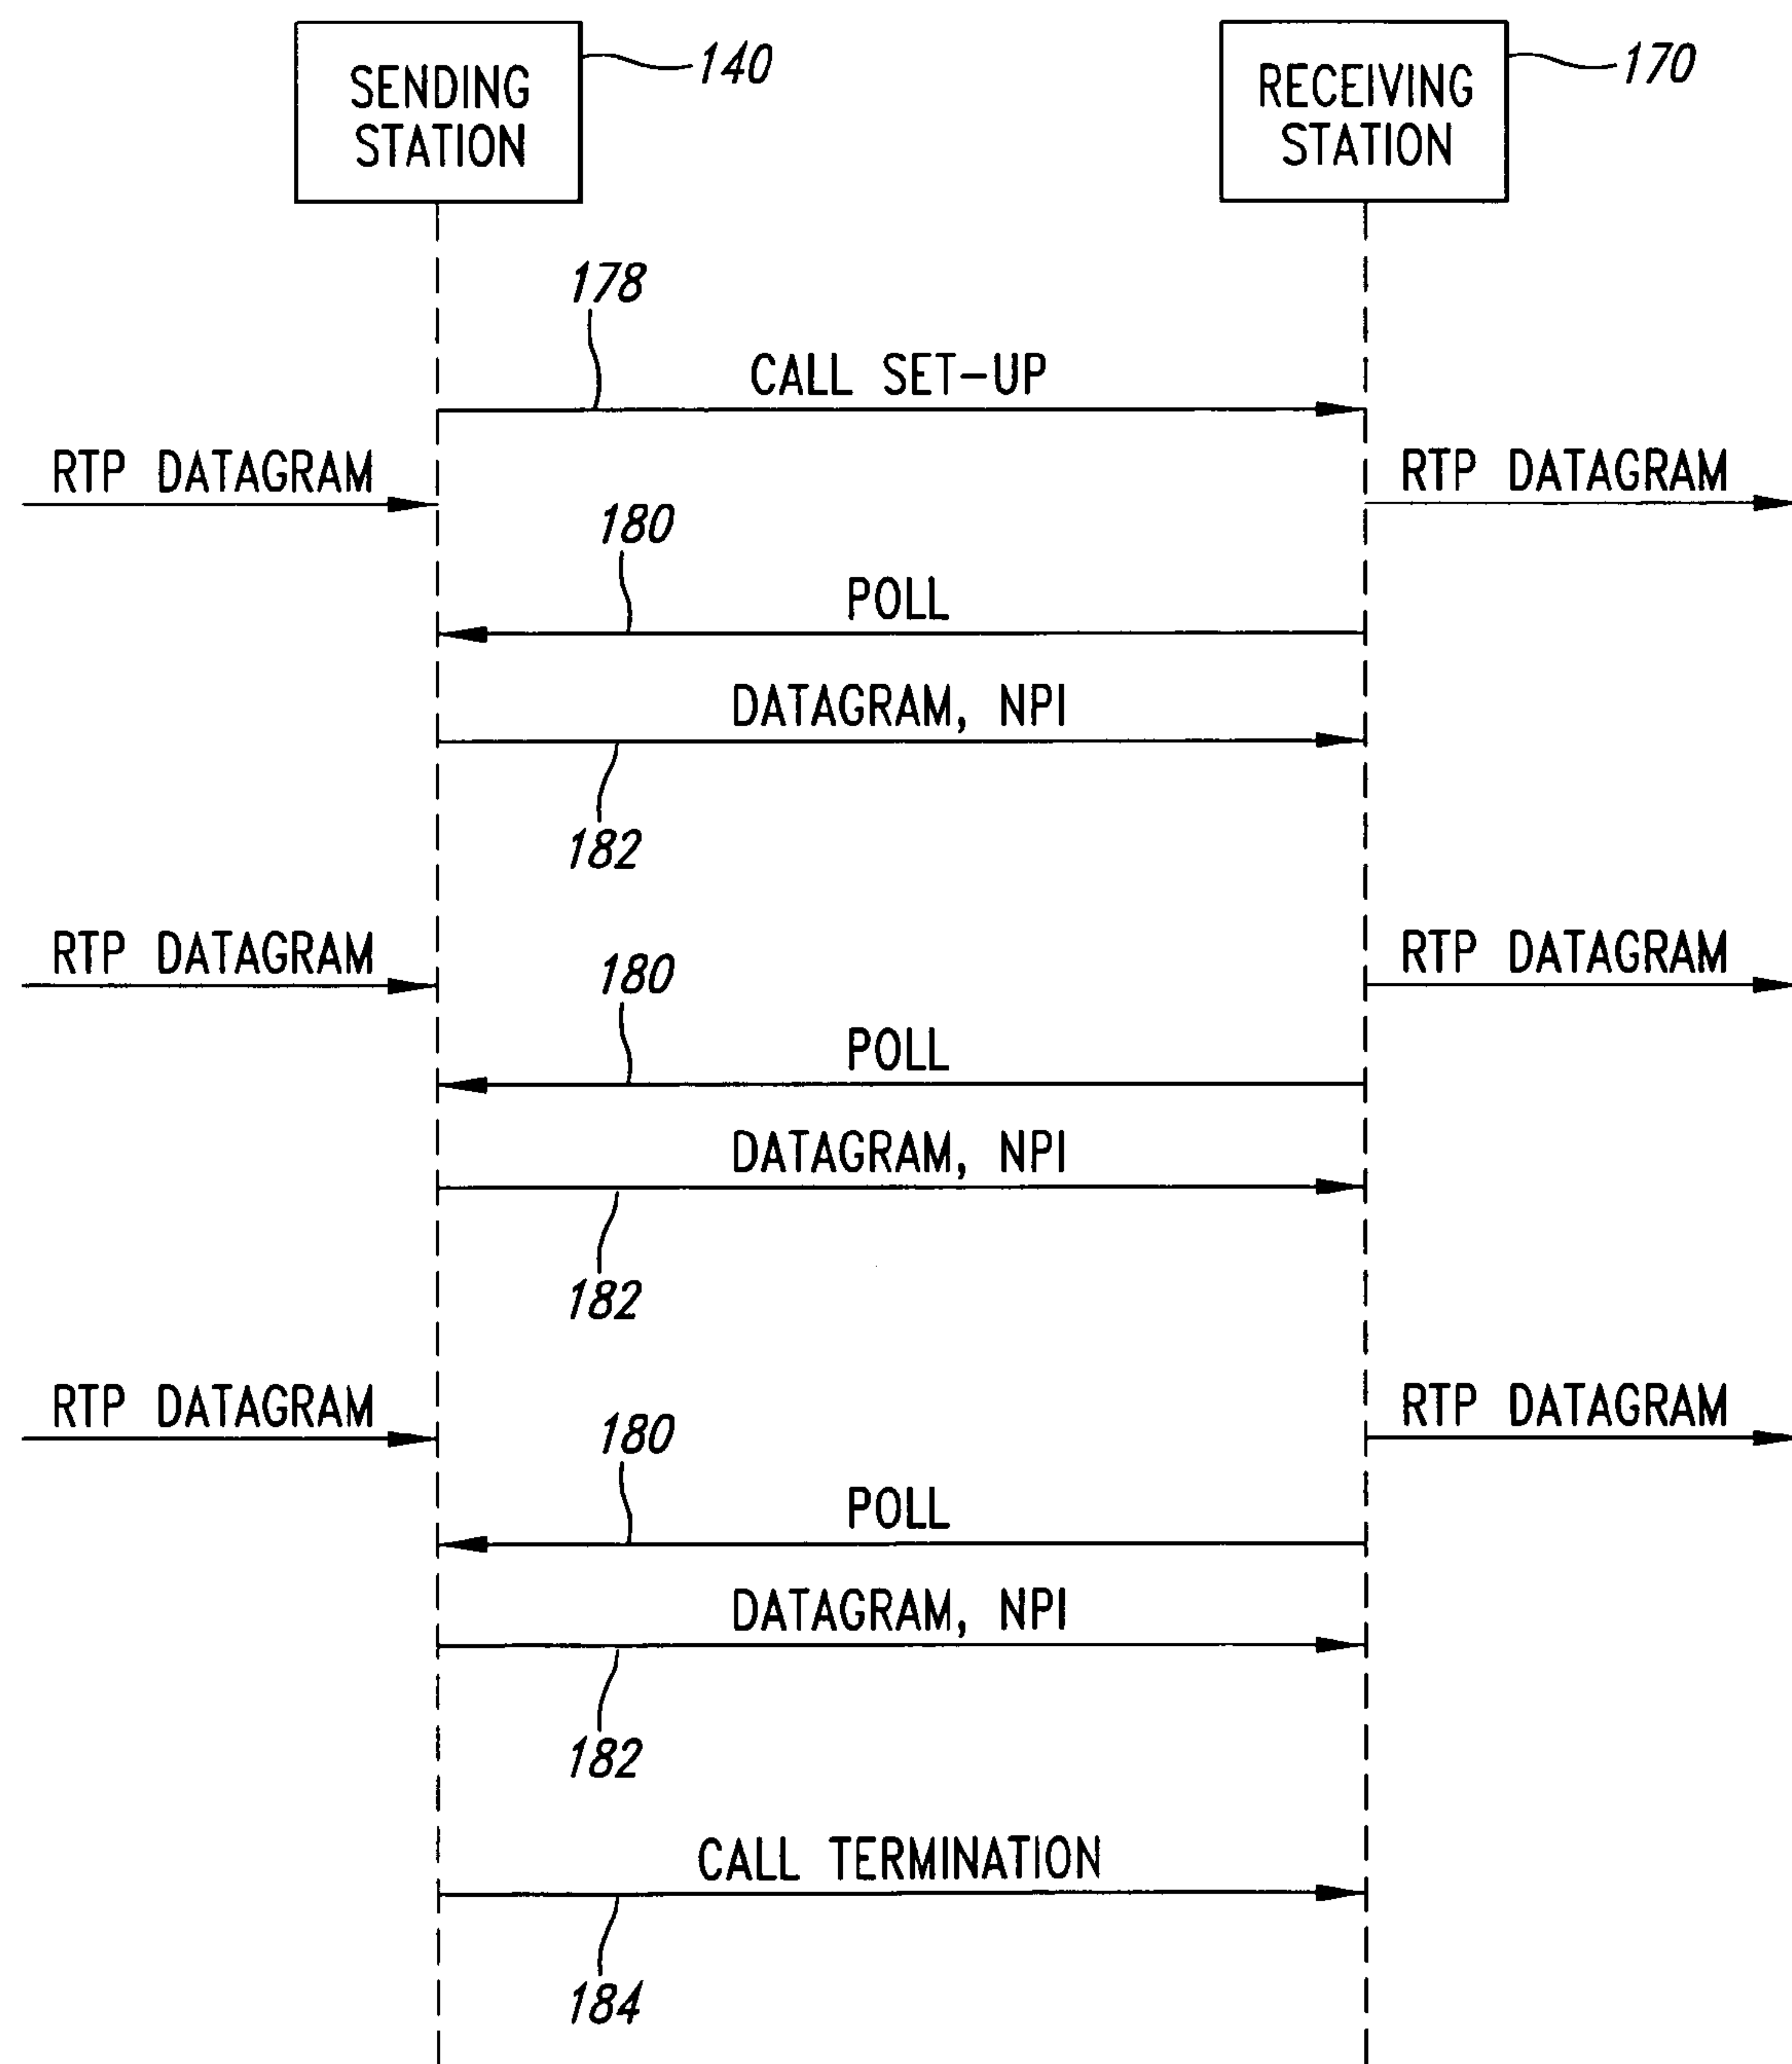 SENDING
STATION
140
RECEIVING
STATION
170
178
CALL SET-UP
RTP DATAGRAM
RTP DATAGRAM
180
POLL
DATAGRAM, NPI
182
RTP DATAGRAM
RTP DATAGRAM
180
POLL
DATAGRAM, NPI
182
RTP DATAGRAM
RTP DATAGRAM
180
POLL
DATAGRAM, NPI
182
CALL TERMINATION
184